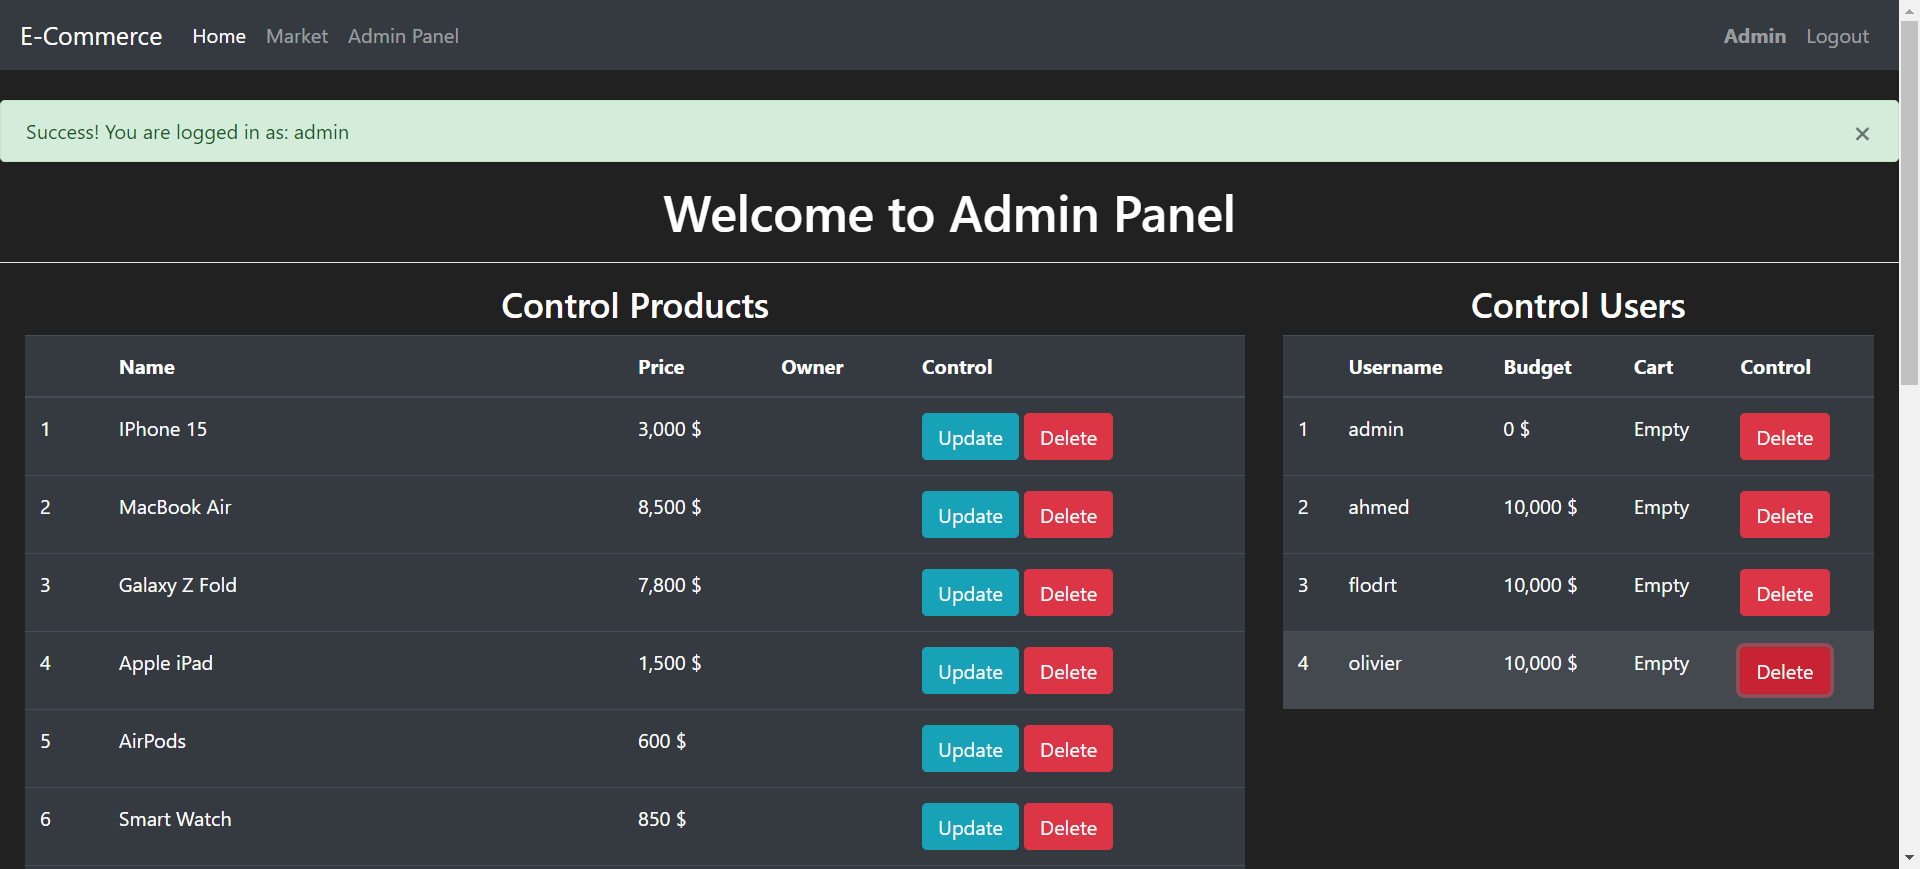 E-Commerce Home Market Admin Panel Admin Logout
Success! You are logged in as: admin ×
Welcome to Admin Panel
Control Products
Name Price Owner Control
1 IPhone 15 3,000 $ Update Delete
2 MacBook Air 8,500 $ Update Delete
3 Galaxy Z Fold 7,800 $ Update Delete
4 Apple iPad 1,500 $ Update Delete
5 AirPods 600 $ Update Delete
6 Smart Watch 850 $ Update Delete
Control Users
Username Budget Cart Control
1 admin 0 $ Empty Delete
2 ahmed 10,000 $ Empty Delete
3 flodrt 10,000 $ Empty Delete
4 olivier 10,000 $ Empty Delete